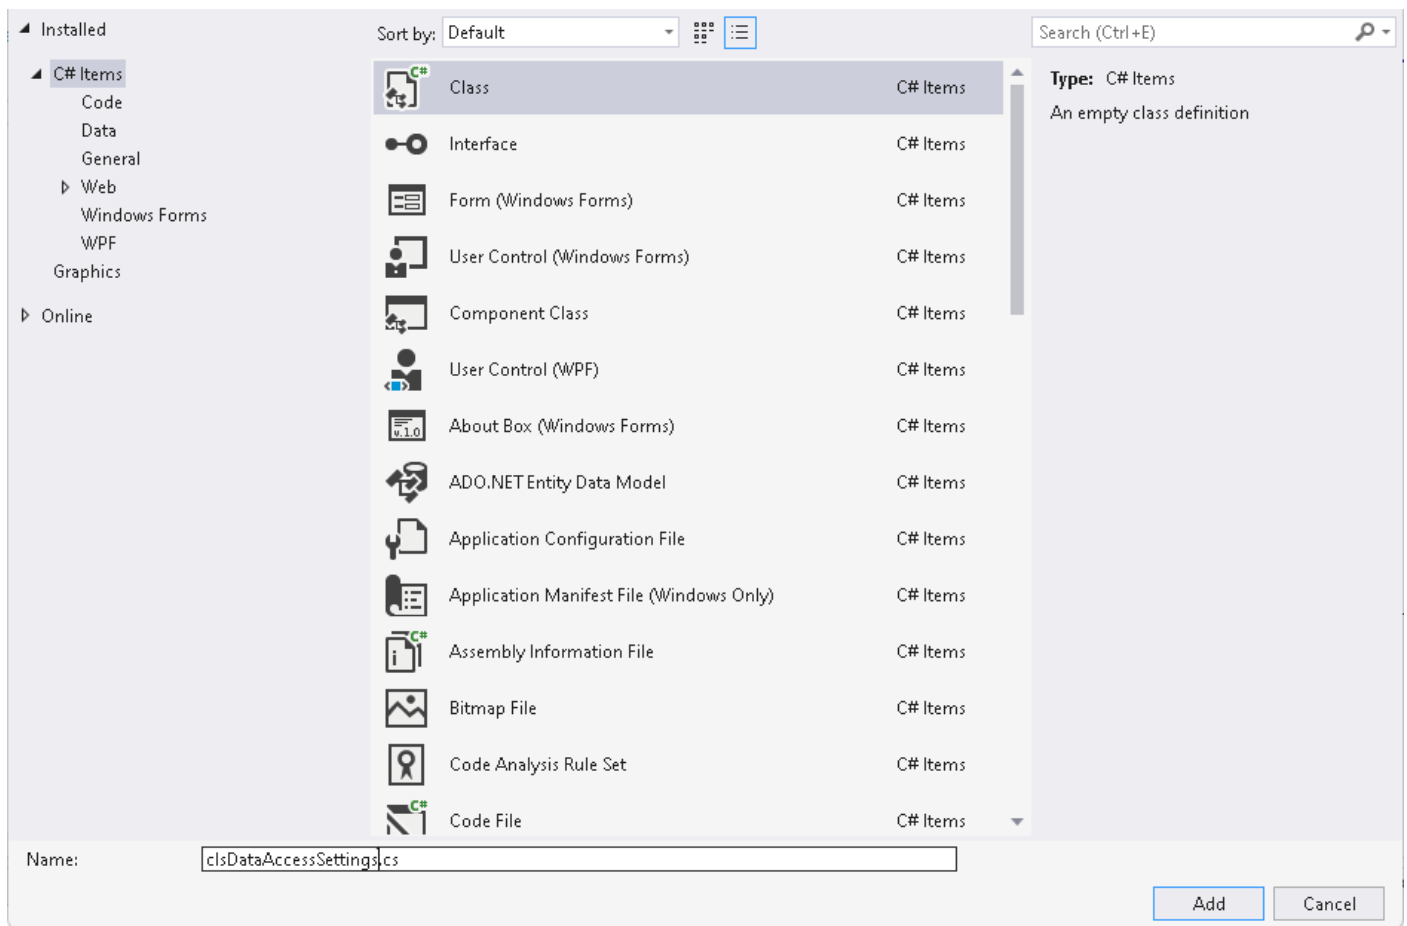 Installed
Sort by: Default
Search (Ctrl+E)
C# Items
Code
Data
General
Web
Windows Forms
WPF
Graphics
Online
Class C# Items
Interface C# Items
Form (Windows Forms) C# Items
User Control (Windows Forms) C# Items
Component Class C# Items
User Control (WPF) C# Items
About Box (Windows Forms) C# Items
v.1.0
ADO.NET Entity Data Model C# Items
Application Configuration File C# Items
Application Manifest File (Windows Only) C# Items
Assembly Information File C# Items
Bitmap File C# Items
Code Analysis Rule Set C# Items
Code File C# Items
C#
C#
C#
Type: C# Items
An empty class definition
Name: clsDataAccessSettings.cs
Add Cancel